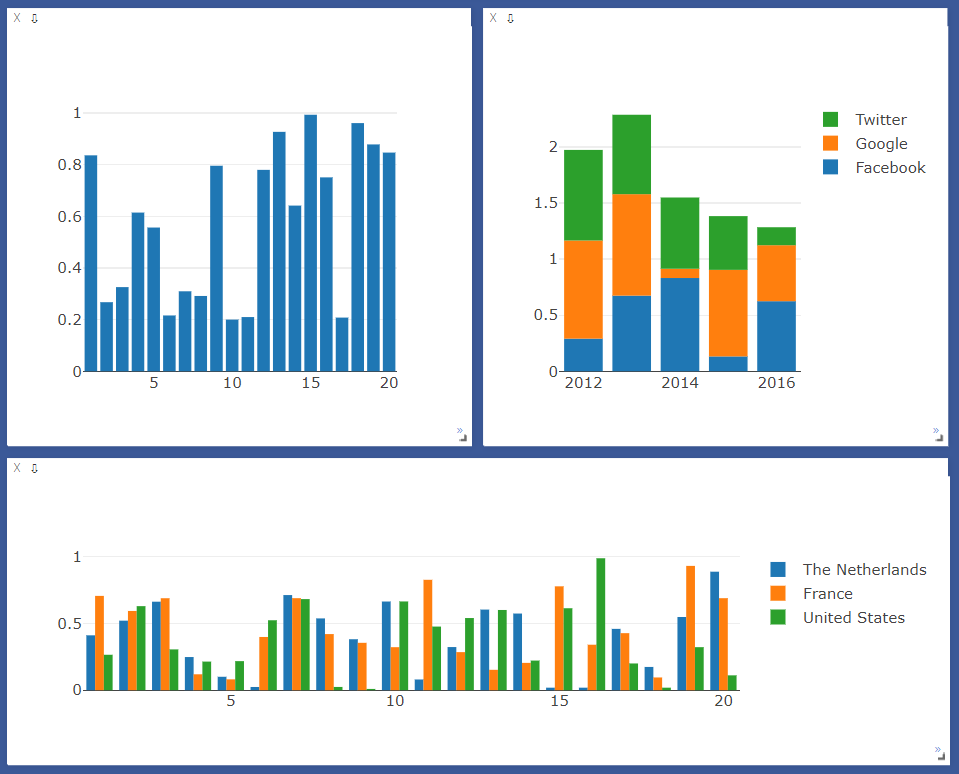 X ⇩
1
0.8
0.6
0.4
0.2
0
5 10 15 20
»
X ⇩
2
1.5
1
0.5
0
2012 2014 2016
Twitter
Google
Facebook
»
X ⇩
1
0.5
0
5 10 15 20
The Netherlands
France
United States
»